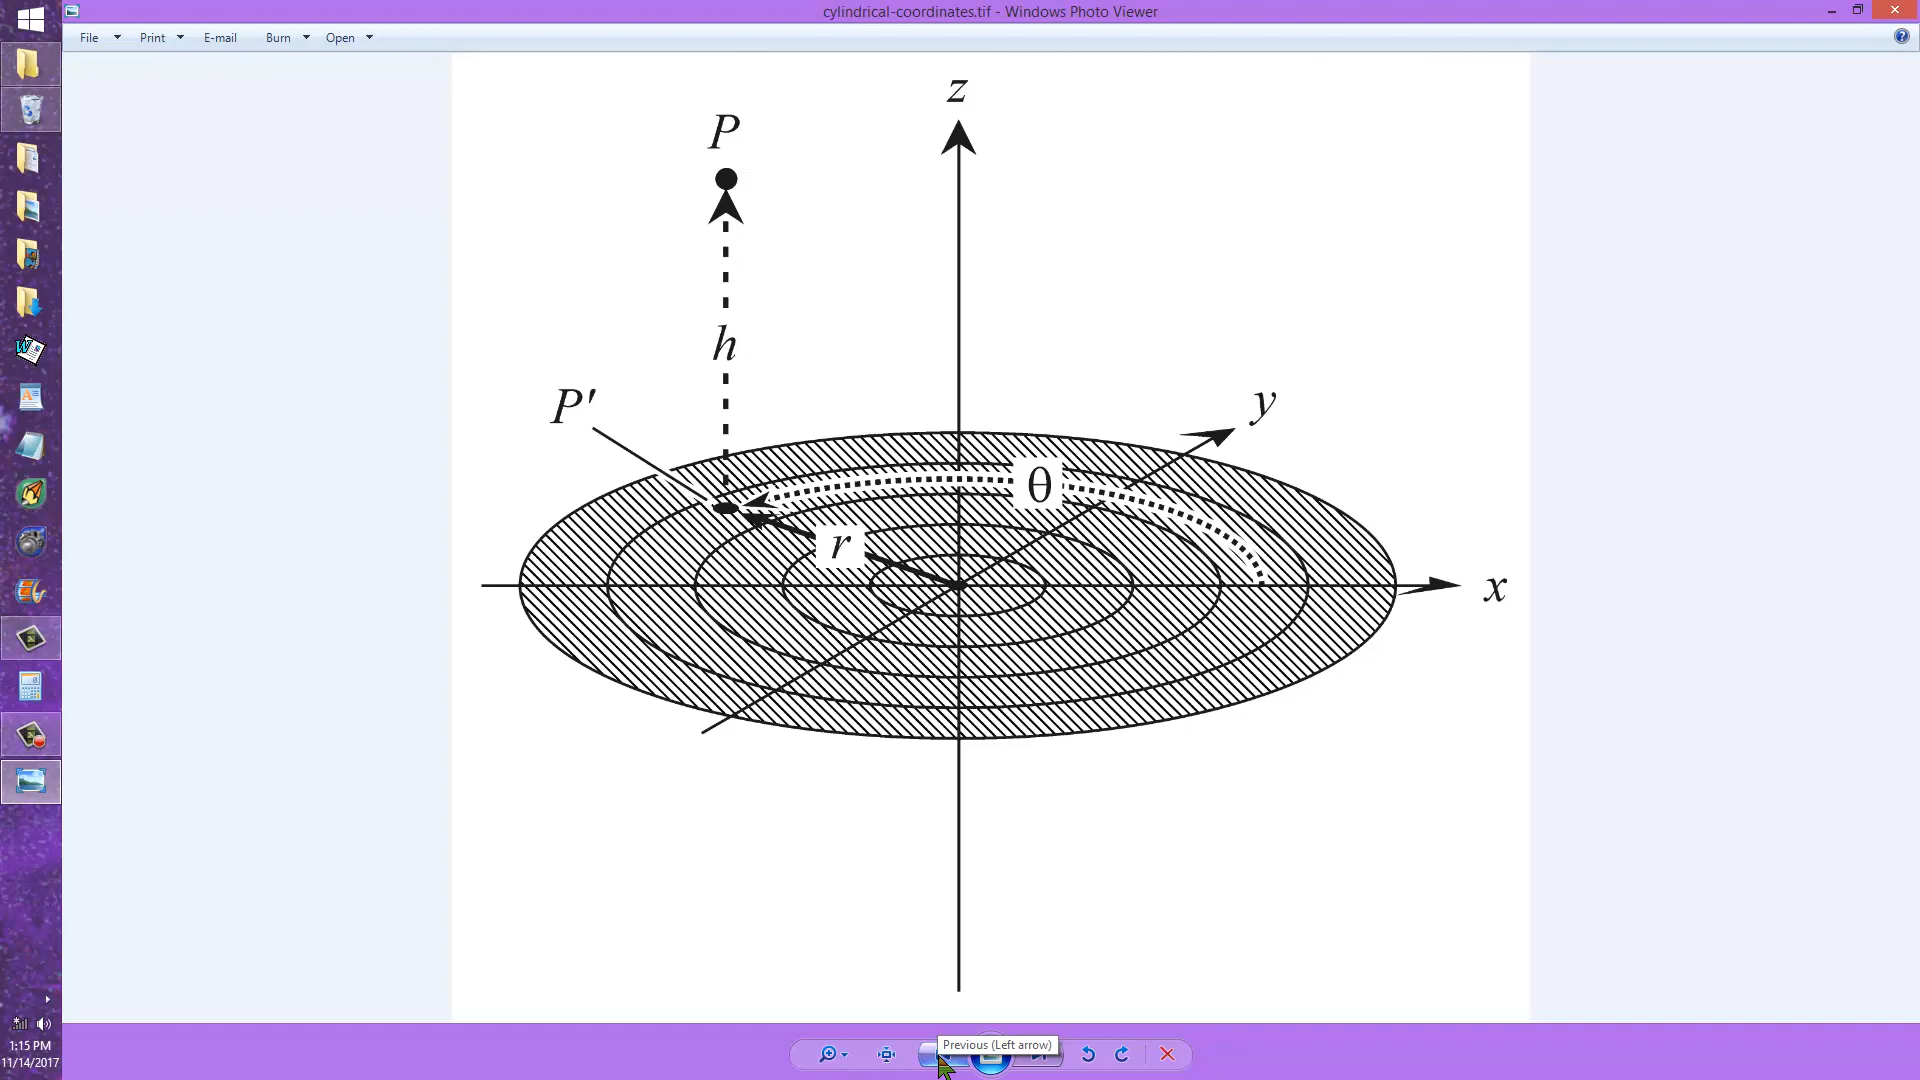 cylindrical-coordinates.tif - Windows Photo Viewer
File Print E-mail Burn Open
z
P
h
P'
y
θ
r
x
1:15 PM
11/14/2017
Previous (Left arrow)